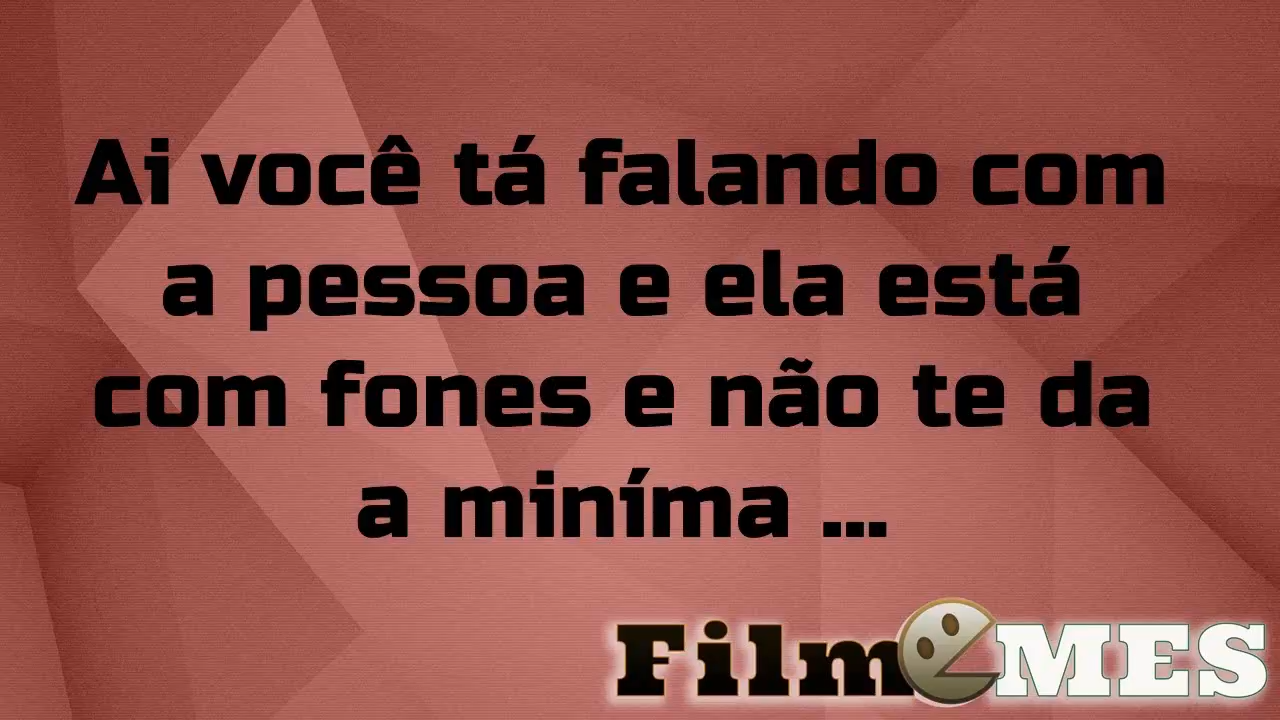 Ai você tá falando com
a pessoa e ela está
com fones e não te da
a miníma ...
FilmeMES